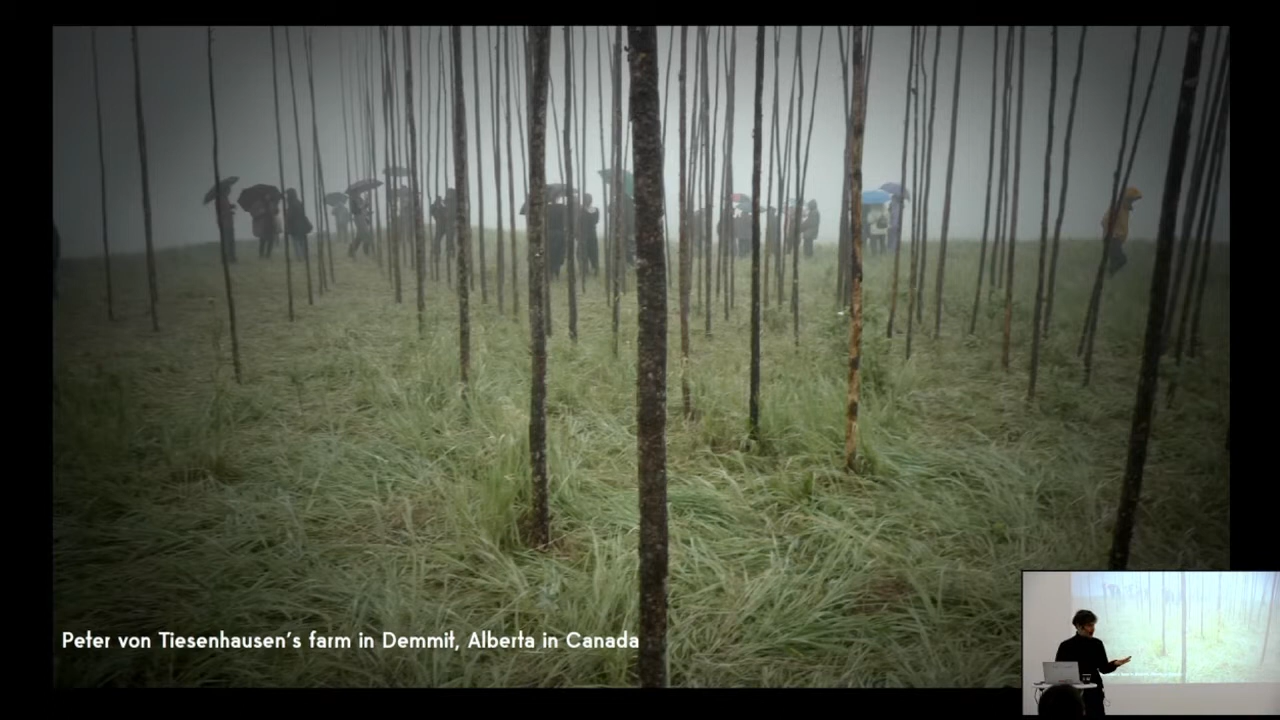 Peter von Tiesenhausen's farm in Demmit, Alberta in Canada